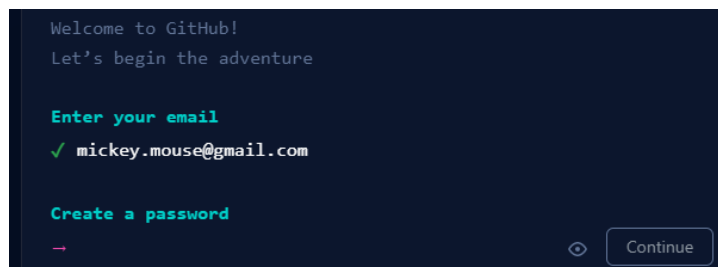 Welcome to GitHub!
Let’s begin the adventure
Enter your email
✓ mickey.mouse@gmail.com
Create a password
→
Continue